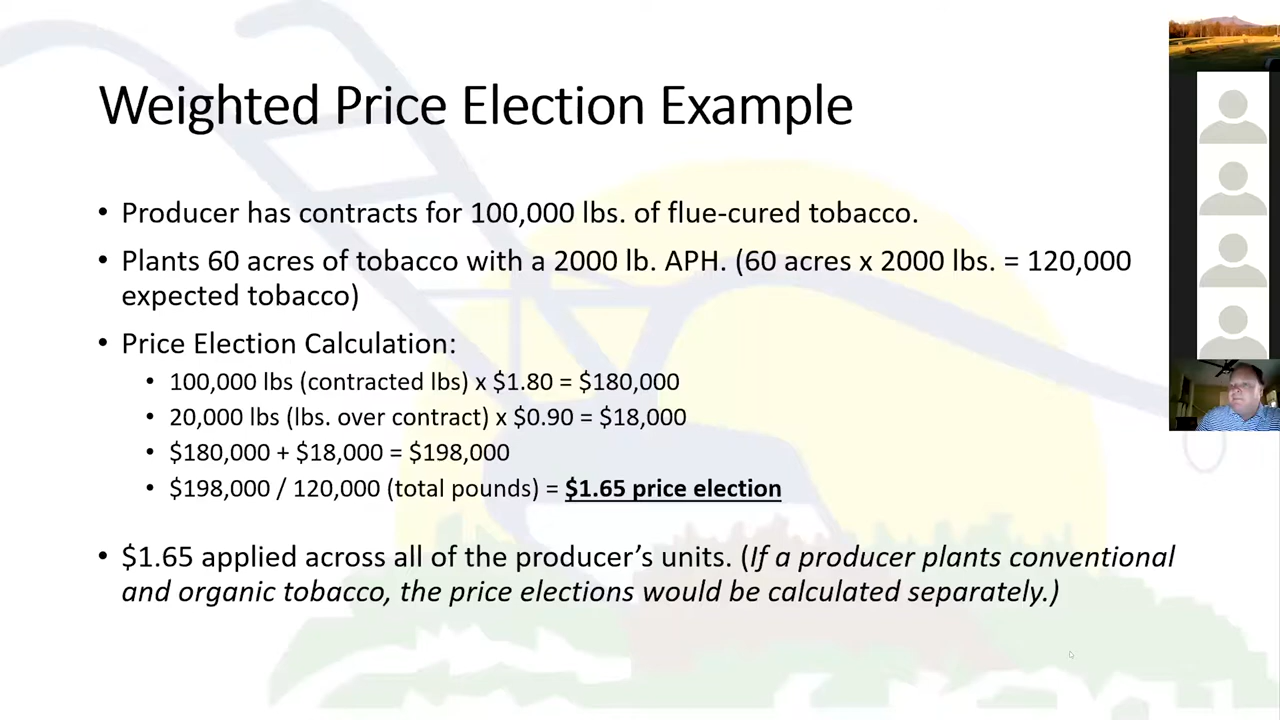 Weighted Price Election Example
• Producer has contracts for 100,000 lbs. of flue-cured tobacco.
• Plants 60 acres of tobacco with a 2000 lb. APH. (60 acres x 2000 lbs. = 120,000
expected tobacco)
• Price Election Calculation:
• 100,000 lbs (contracted lbs) x $1.80 = $180,000
• 20,000 lbs (lbs. over contract) x $0.90 = $18,000
• $180,000 + $18,000 = $198,000
• $198,000 / 120,000 (total pounds) = $1.65 price election
• $1.65 applied across all of the producer’s units. (If a producer plants conventional
and organic tobacco, the price elections would be calculated separately.)